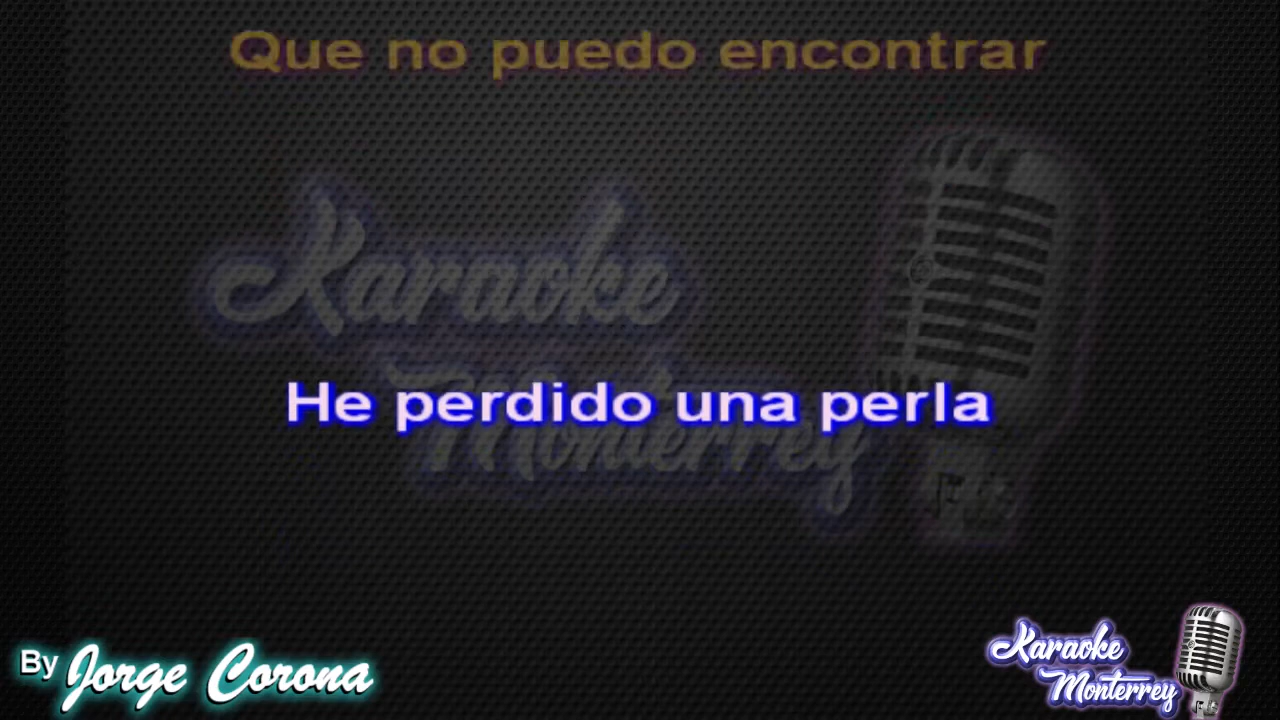 Que no puedo encontrar
Karaoke
Monterrey
He perdido una perla
By Jorge Corona
Karaoke
Monterrey